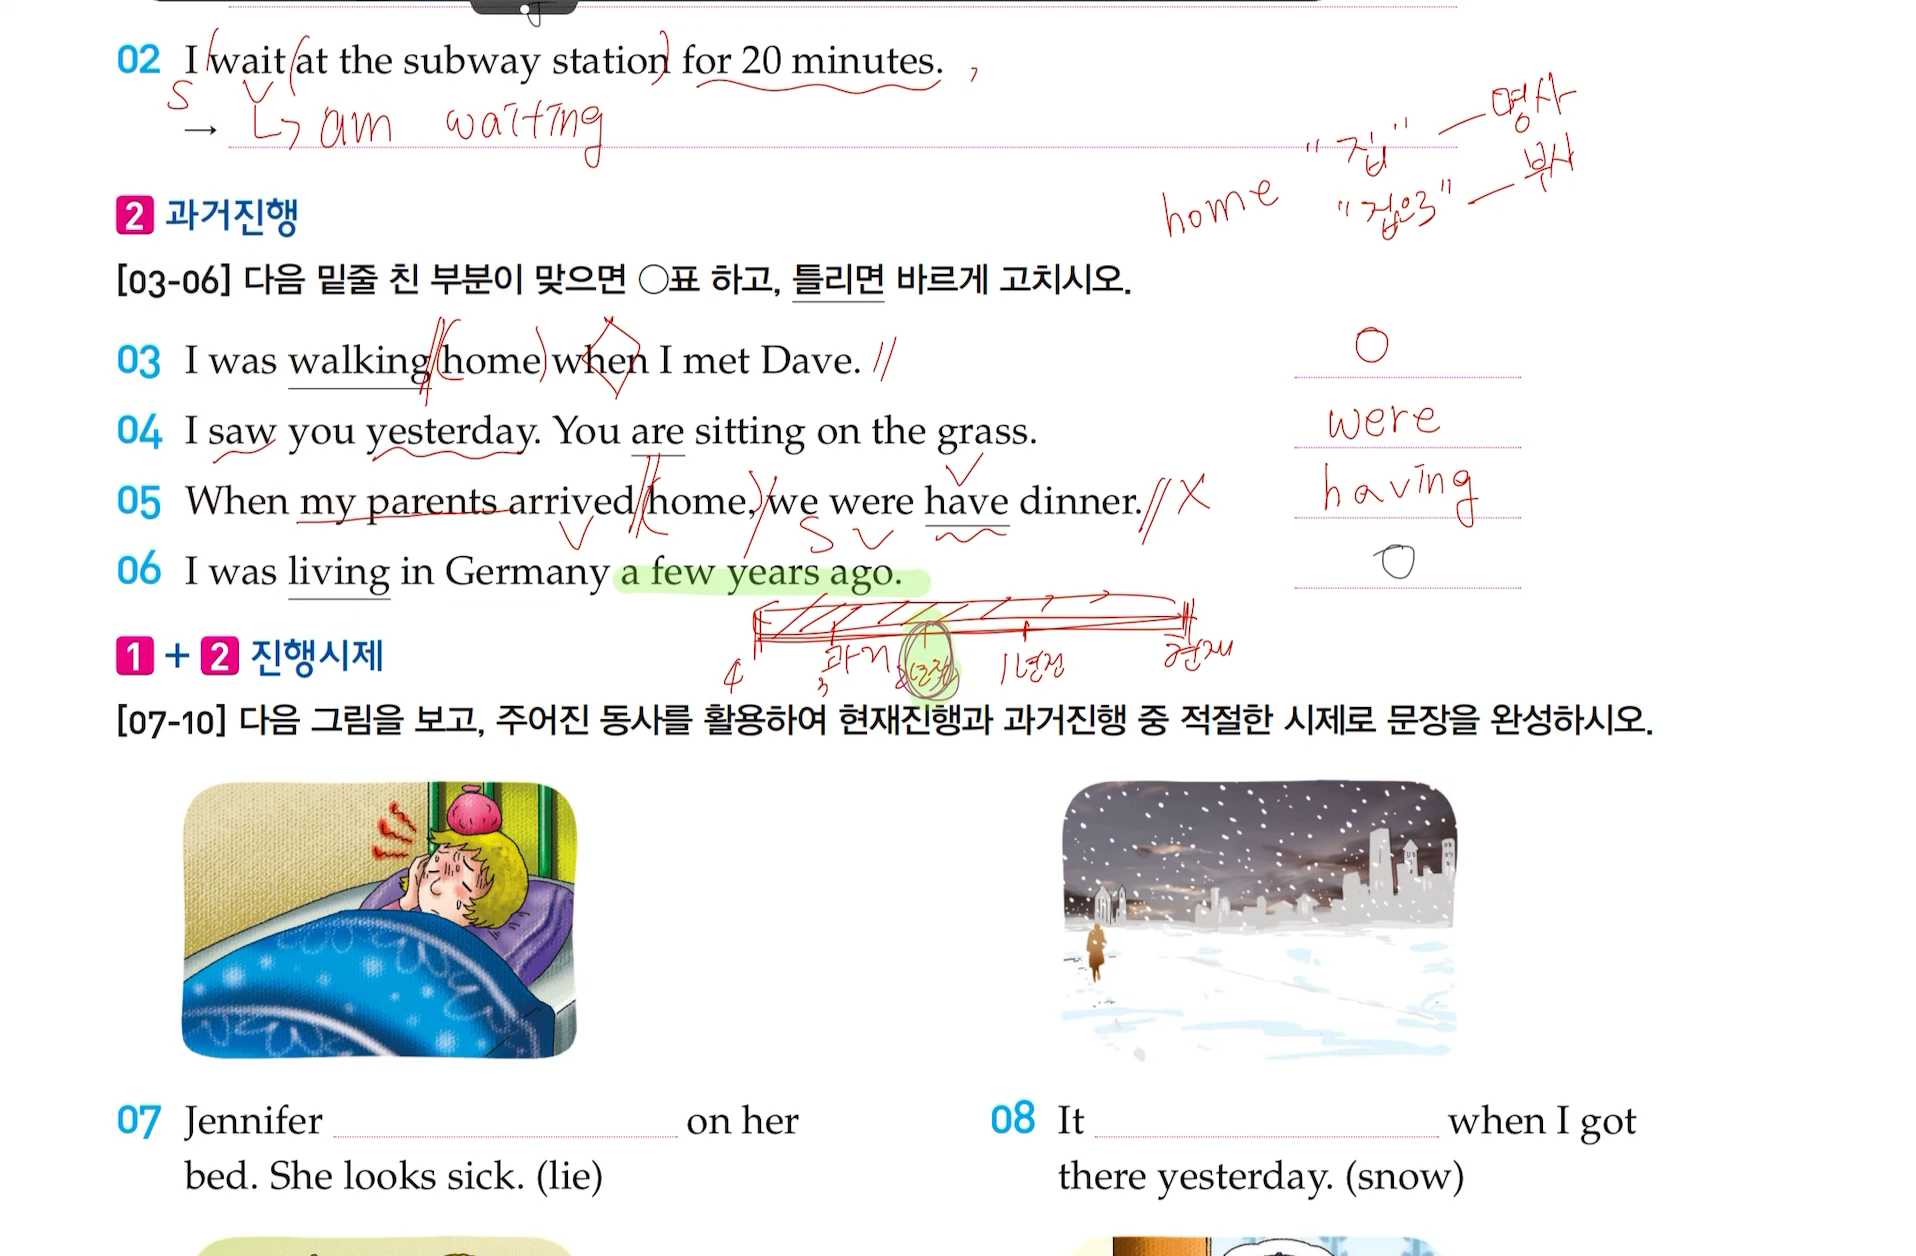 02 I wait at the subway station for 20 minutes. ,
S V
→ ↳ am waiting
"집" — 명사
home "집으로" — 부사
2 과거진행
[03-06] 다음 밑줄 친 부분이 맞으면 ○표 하고, 틀리면 바르게 고치시오.
03 I was walking home when I met Dave. O
04 I saw you yesterday. You are sitting on the grass. were
05 When my parents arrived home, we were have dinner. X having
V S V
06 I was living in Germany a few years ago. O
4 과거 1년전 현재
3
1 + 2 진행시제
[07-10] 다음 그림을 보고, 주어진 동사를 활용하여 현재진행과 과거진행 중 적절한 시제로 문장을 완성하시오.
07 Jennifer on her
bed. She looks sick. (lie)
08 It when I got
there yesterday. (snow)